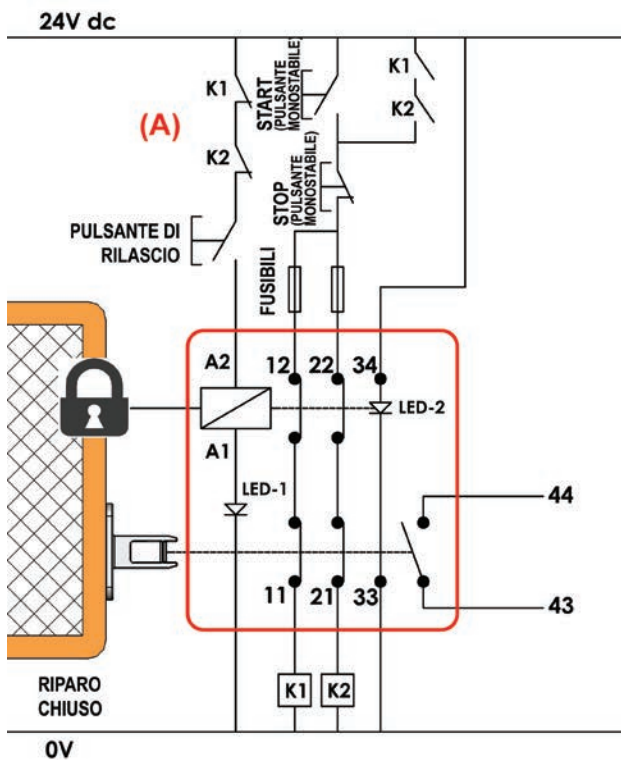 24V dc
K1
START
(PULSANTE
MONOSTABILE)
K1
(A)
K2
K2
STOP
(PULSANTE
MONOSTABILE)
PULSANTE DI
RILASCIO
FUSIBILI
A2
12
22
34
LED-2
A1
LED-1
44
11
21
33
43
RIPARO
CHIUSO
K1
K2
0V